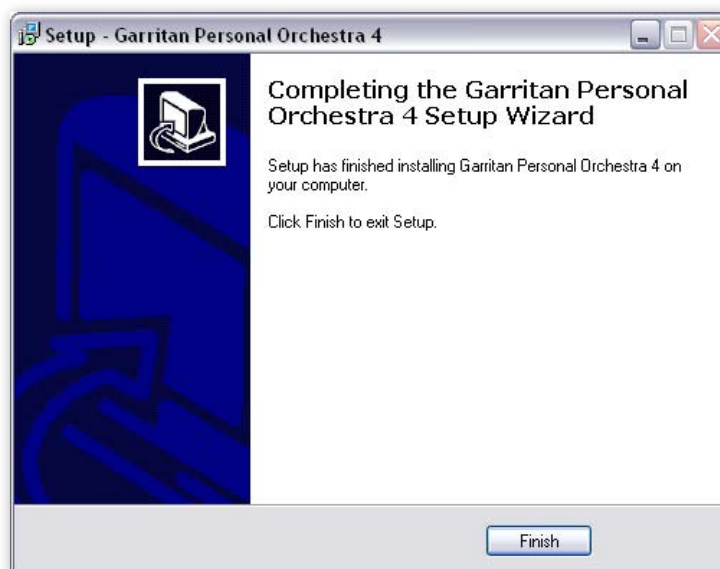 Setup - Garritan Personal Orchestra 4
Completing the Garritan Personal
Orchestra 4 Setup Wizard
Setup has finished installing Garritan Personal Orchestra 4 on
your computer.
Click Finish to exit Setup.
Finish